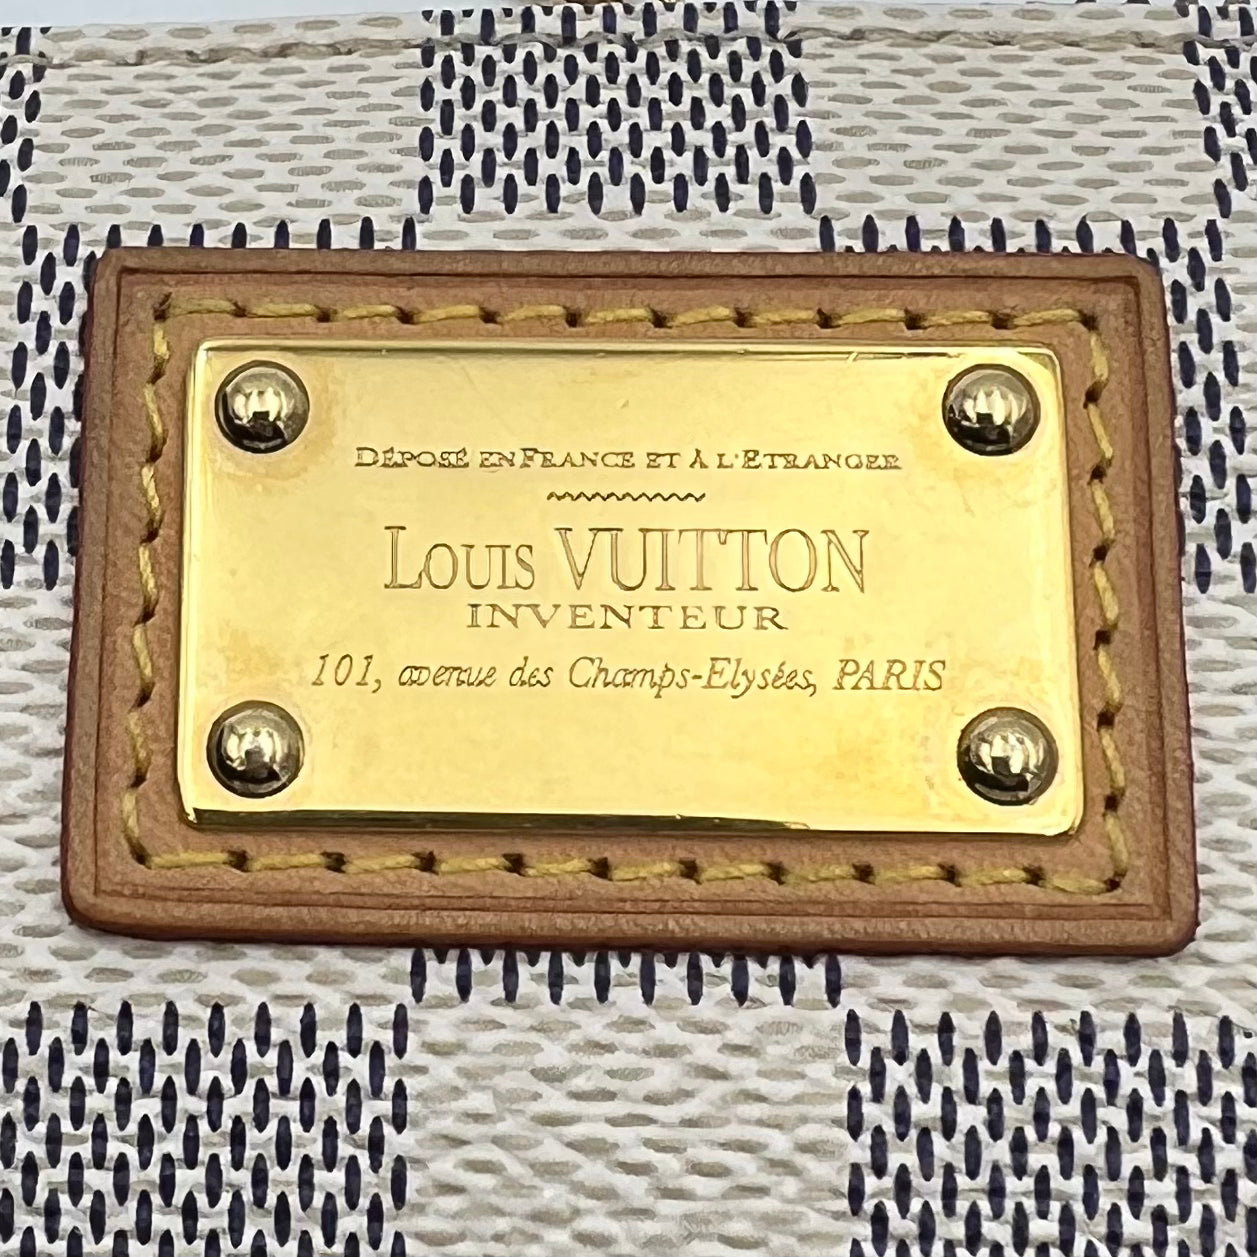 DÉPOSÉ EN FRANCE ET À L'ETRANGER
LOUIS VUITTON
INVENTEUR
101, avenue des Champs-Elysées, PARIS